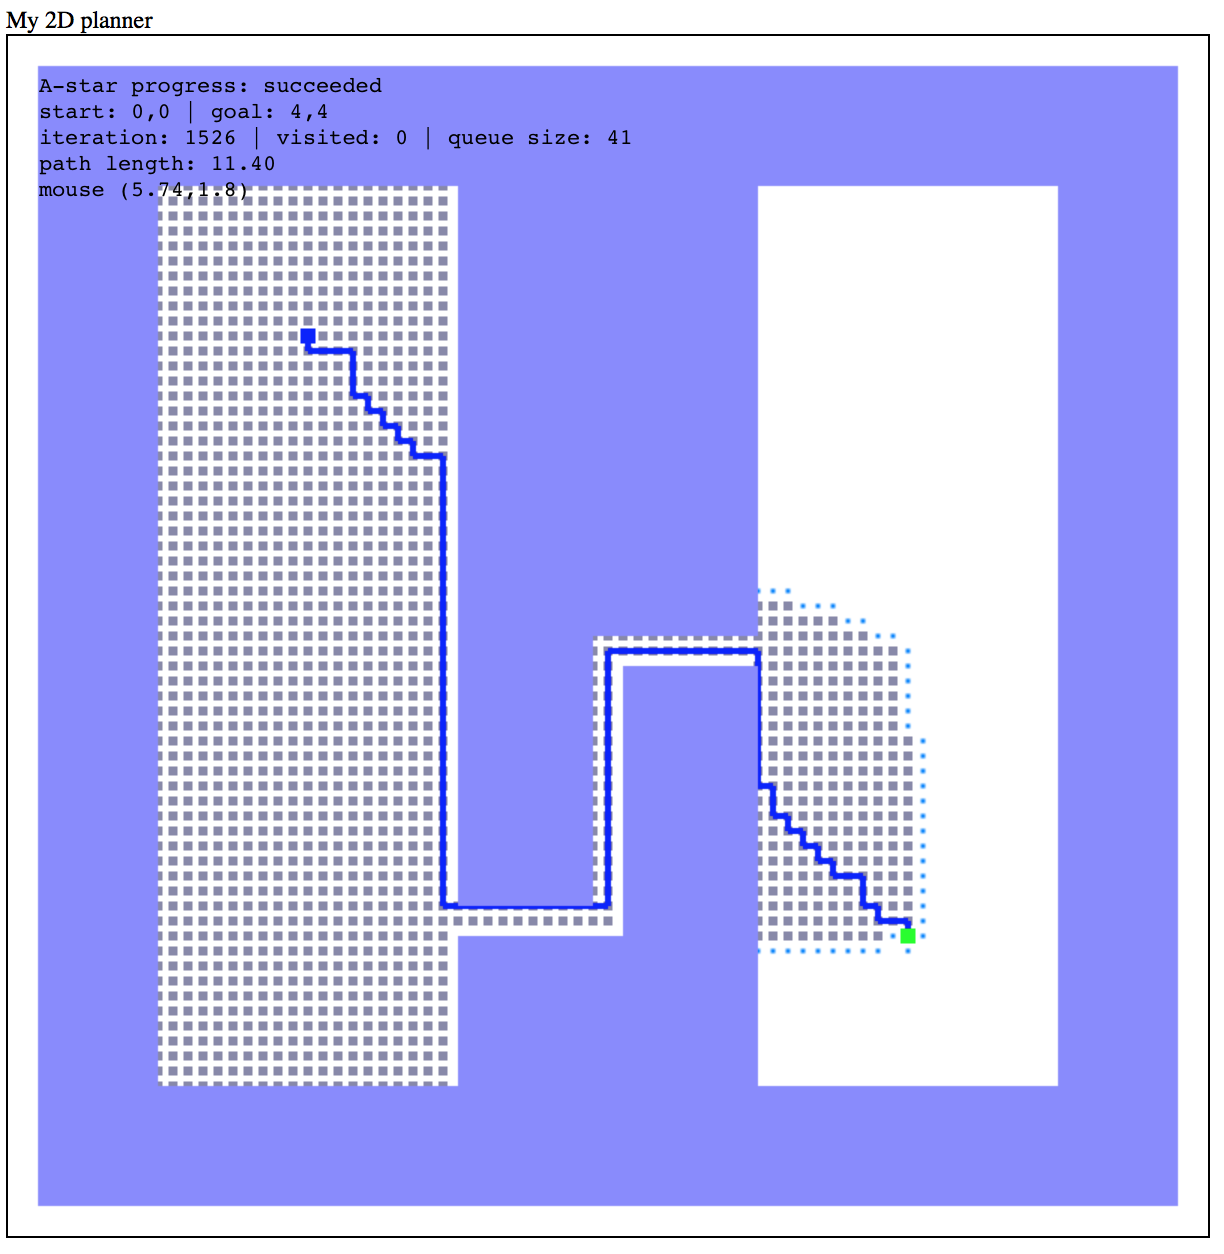 My 2D planner
A-star progress: succeeded
start: 0,0 | goal: 4,4
iteration: 1526 | visited: 0 | queue size: 41
path length: 11.40
mouse (5.74,1.8)